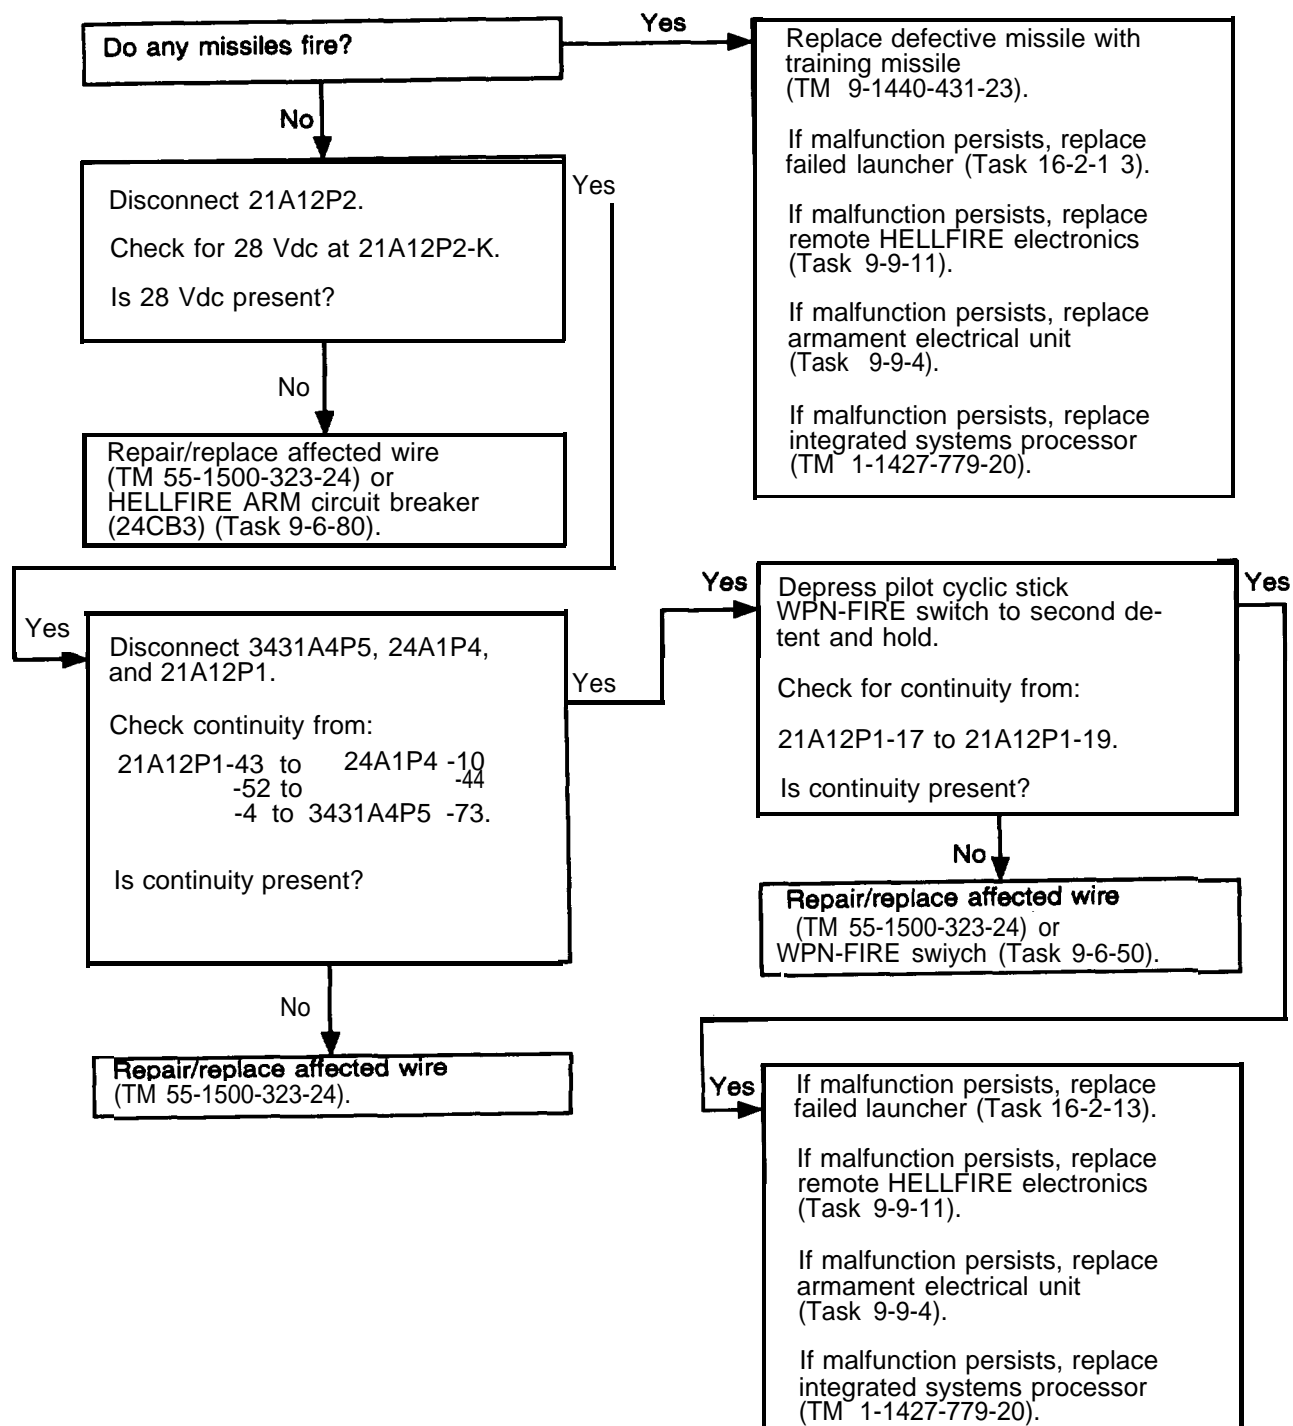 Do any missiles fire?
Yes
Replace defective missile with
training missile
(TM 9-1440-431-23).
If malfunction persists, replace
failed launcher (Task 16-2-1 3).
If malfunction persists, replace
remote HELLFIRE electronics
(Task 9-9-11).
If malfunction persists, replace
armament electrical unit
(Task 9-9-4).
If malfunction persists, replace
integrated systems processor
(TM 1-1427-779-20).
No
Disconnect 21A12P2.
Check for 28 Vdc at 21A12P2-K.
Is 28 Vdc present?
Yes
No
Repair/replace affected wire
(TM 55-1500-323-24) or
HELLFIRE ARM circuit breaker
(24CB3) (Task 9-6-80).
Yes
Disconnect 3431A4P5, 24A1P4,
and 21A12P1.
Check continuity from:
21A12P1-43 to 24A1P4 -10
-52 to -44
-4 to 3431A4P5 -73.
Is continuity present?
Yes
No
Repair/replace affected wire
(TM 55-1500-323-24).
Yes
Depress pilot cyclic stick
WPN-FIRE switch to second de-
tent and hold.
Check for continuity from:
21A12P1-17 to 21A12P1-19.
Is continuity present?
Yes
No
Repair/replace affected wire
(TM 55-1500-323-24) or
WPN-FIRE swiych (Task 9-6-50).
Yes
If malfunction persists, replace
failed launcher (Task 16-2-13).
If malfunction persists, replace
remote HELLFIRE electronics
(Task 9-9-11).
If malfunction persists, replace
armament electrical unit
(Task 9-9-4).
If malfunction persists, replace
integrated systems processor
(TM 1-1427-779-20).